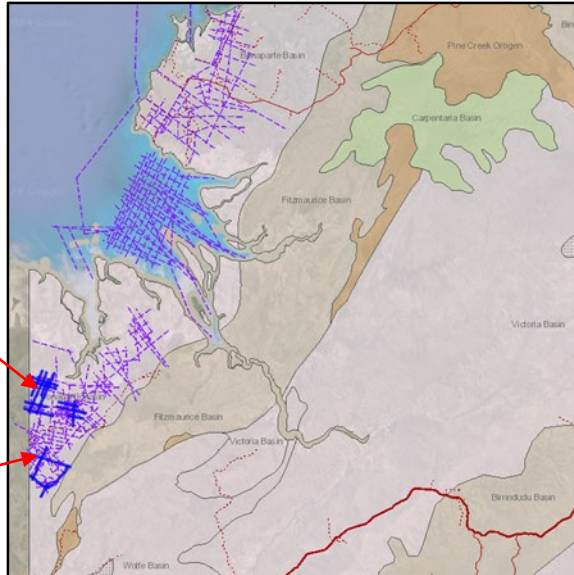 Bonaparte Basin
Pine Creek Orogen
Carpentaria Basin
Fitzmaurice Basin
Victoria Basin
Basin
Fitzmaurice Basin
Victoria Basin
Birrindudu Basin
Wolfe Basin